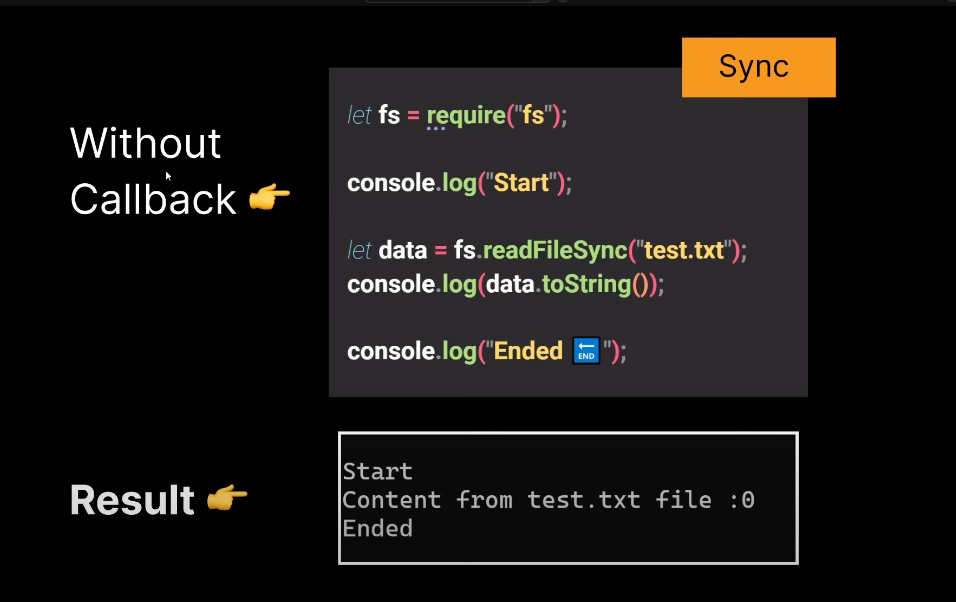 Sync
Without
Callback 👉
let fs = require("fs");
console.log("Start");
let data = fs.readFileSync("test.txt");
console.log(data.toString());
console.log("Ended 🔚");
Result 👉
Start
Content from test.txt file :0
Ended